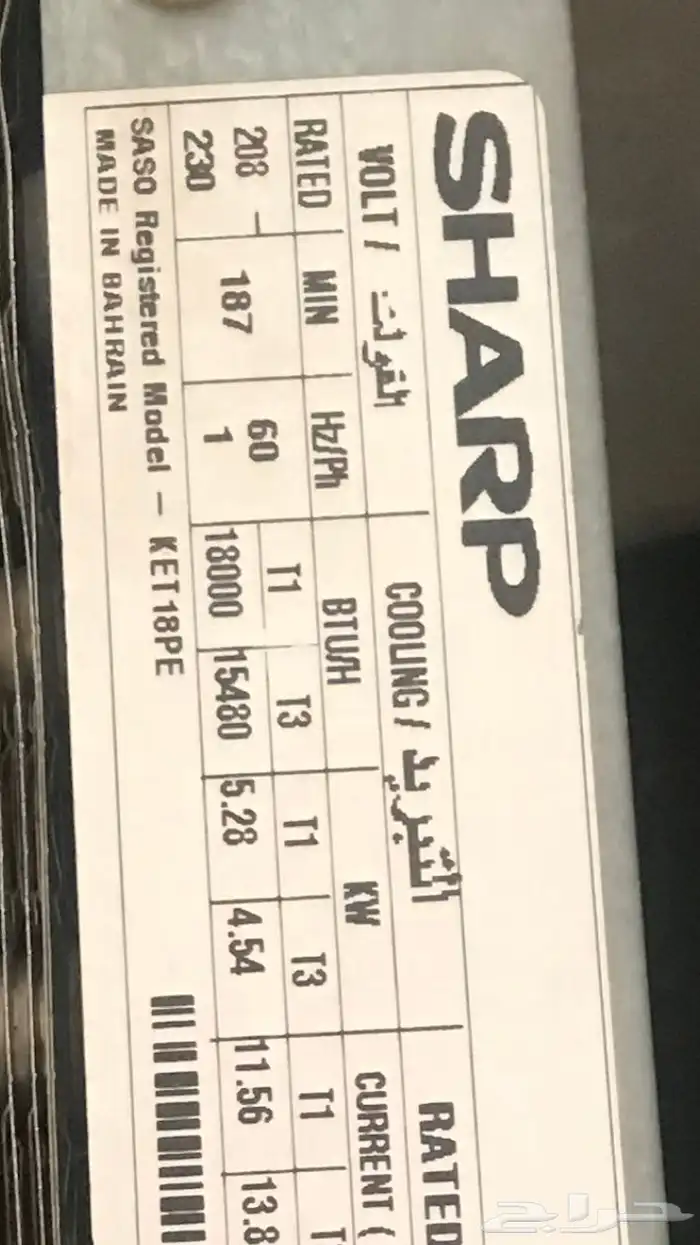 SHARP
VOLT / الفولت COOLING / التبريد RATED
RATED MIN Hz/Ph BTU/H KW CURRENT (
T1 T3 T1 T3 T1
208 - 230 187 60 1 18000 15480 5.28 4.54 11.56 13.8
SASO Registered Model - KET18PE
MADE IN BAHRAIN
حراج